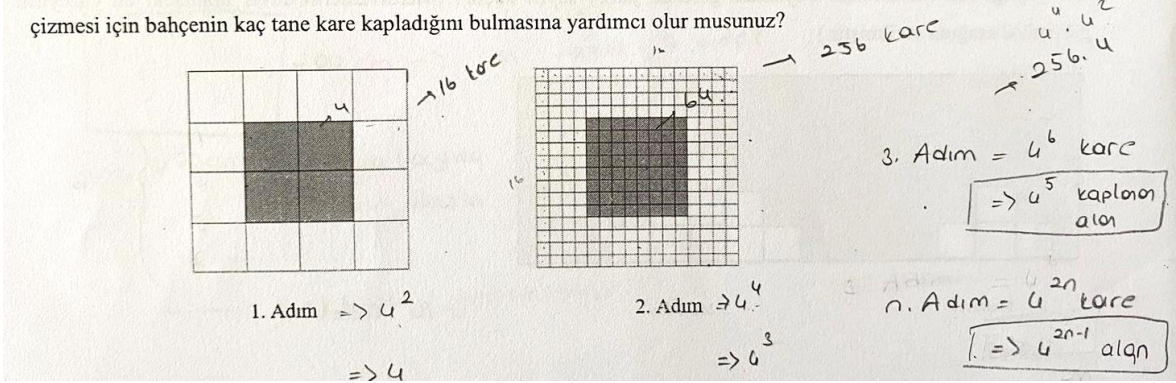 çizmesi için bahçenin kaç tane kare kapladığını bulmasına yardımcı olur musunuz?
→ 16 kare
4
16
→ 256 kare
64
16
4⁴ · 4²
→ 256 · 4
3. Adım = 4⁶ kare
=> 4⁵ kaplanan
alan
1. Adım => 4²
=> 4
2. Adım => 4⁴
=> 4³
n. Adım = 4²ⁿ kare
=> 4²ⁿ⁻¹ alan